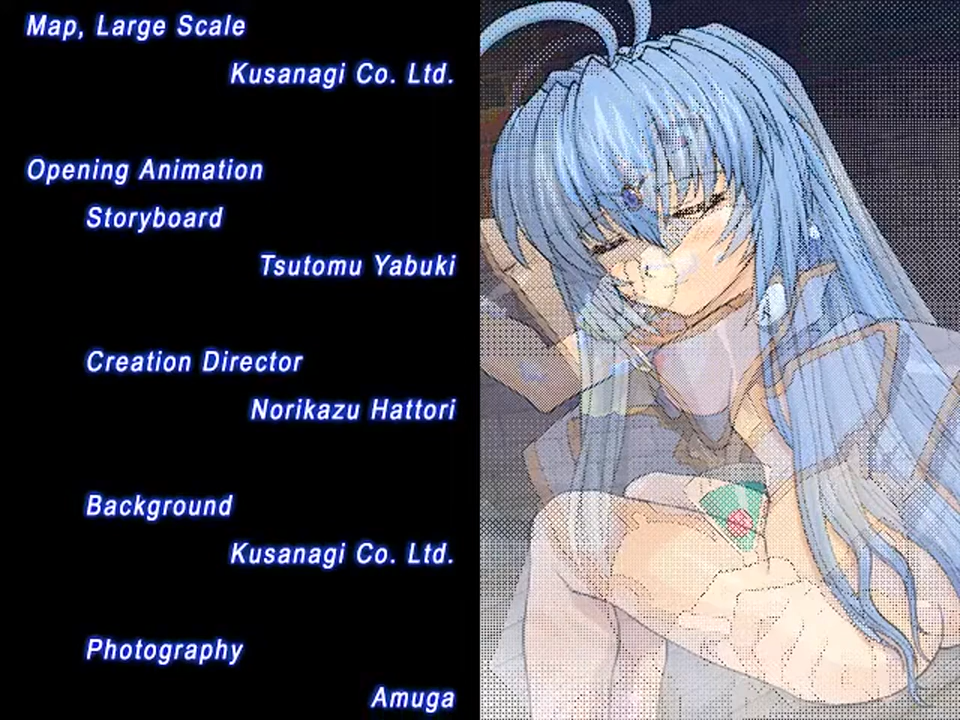 Map, Large Scale
Kusanagi Co. Ltd.
Opening Animation
Storyboard
Tsutomu Yabuki
Creation Director
Norikazu Hattori
Background
Kusanagi Co. Ltd.
Photography
Amuga